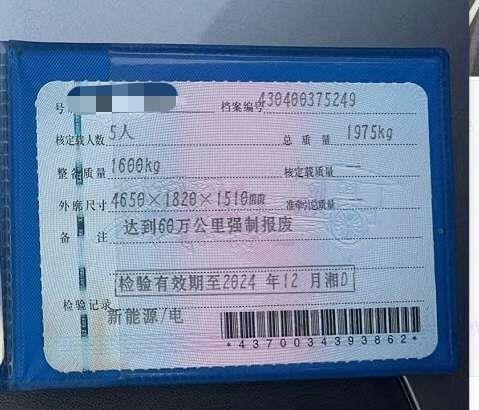 号 档案编号 430400375249
核定载人数 5人 总质量 1975kg
整备质量 1600kg 核定载质量 --
外廓尺寸 4650×1820×1510mm 准牵引总质量 --
备注 达到60万公里强制报废
检验有效期至2024年12月湘D
检验记录
新能源/电
*4370034393862*